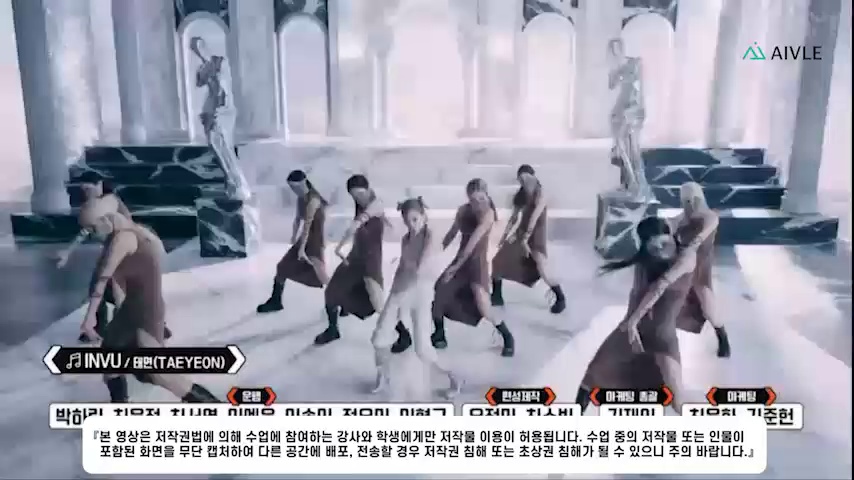 AIVLE
INVU / 태연(TAEYEON)
운영
편성제작
마케팅 총괄
마케팅
『본 영상은 저작권법에 의해 수업에 참여하는 강사와 학생에게만 저작물 이용이 허용됩니다. 수업 중의 저작물 또는 인물이
포함된 화면을 무단 캡처하여 다른 공간에 배포, 전송할 경우 저작권 침해 또는 초상권 침해가 될 수 있으니 주의 바랍니다.』